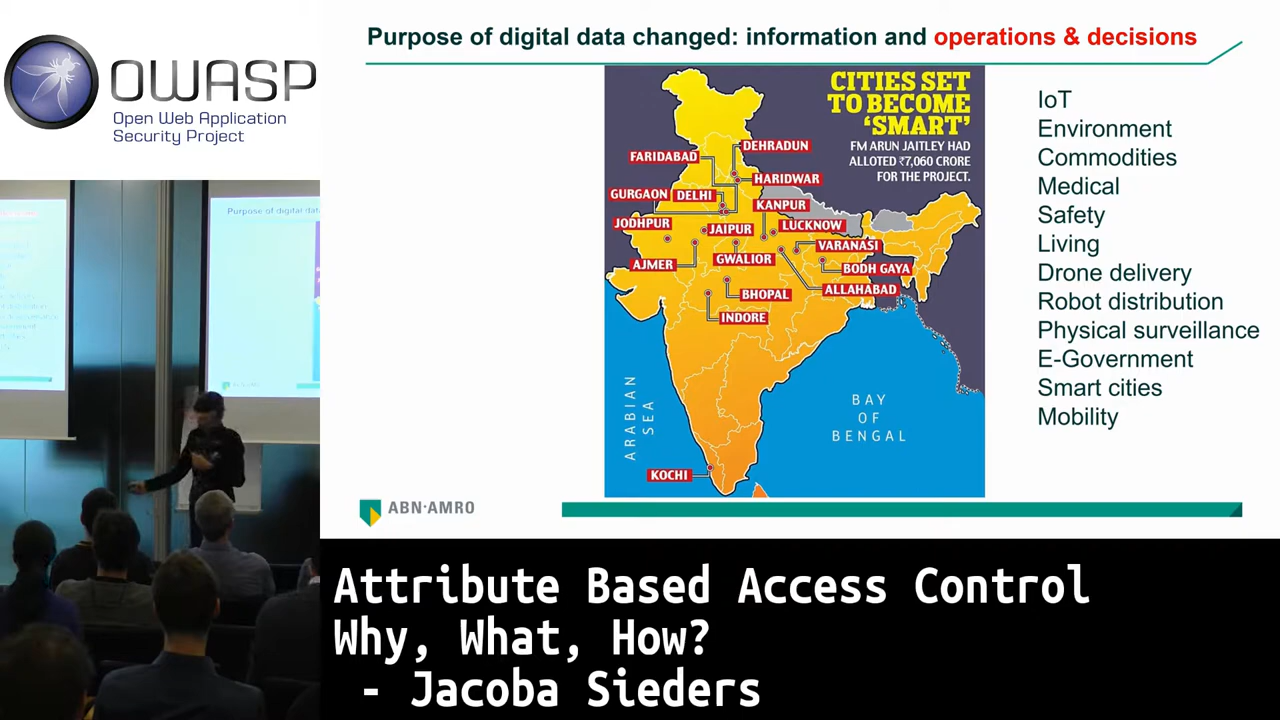 OWASP
Open Web Application
Security Project
Purpose of digital data changed: information and operations & decisions
CITIES SET
TO BECOME
‘SMART’
FM ARUN JAITLEY HAD
ALLOTED ₹7,060 CRORE
FOR THE PROJECT.
DEHRADUN
FARIDABAD
HARIDWAR
GURGAON
DELHI
KANPUR
JODHPUR
JAIPUR
LUCKNOW
VARANASI
AJMER
GWALIOR
BODH GAYA
ALLAHABAD
BHOPAL
INDORE
KOCHI
ARABIAN
SEA
BAY
OF
BENGAL
IoT
Environment
Commodities
Medical
Safety
Living
Drone delivery
Robot distribution
Physical surveillance
E-Government
Smart cities
Mobility
ABN·AMRO
Purpose of digital data
Attribute Based Access Control
Why, What, How?
- Jacoba Sieders